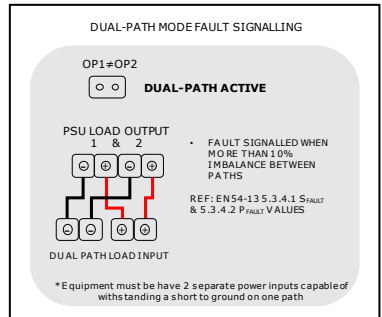 DUAL-PATH MODE FAULT SIGNALLING
OP1≠OP2
DUAL-PATH ACTIVE
PSU LOAD OUTPUT
1 & 2
- + - +
• FAULT SIGNALLED WHEN
MORE THAN 10%
IMBALANCE BETWEEN
PATHS
REF: EN54-13 5.3.4.1 SFAULT
& 5.3.4.2 PFAULT VALUES
- - + +
DUAL PATH LOAD INPUT
*Equipment must be have 2 separate power inputs capable of
withstanding a short to ground on one path